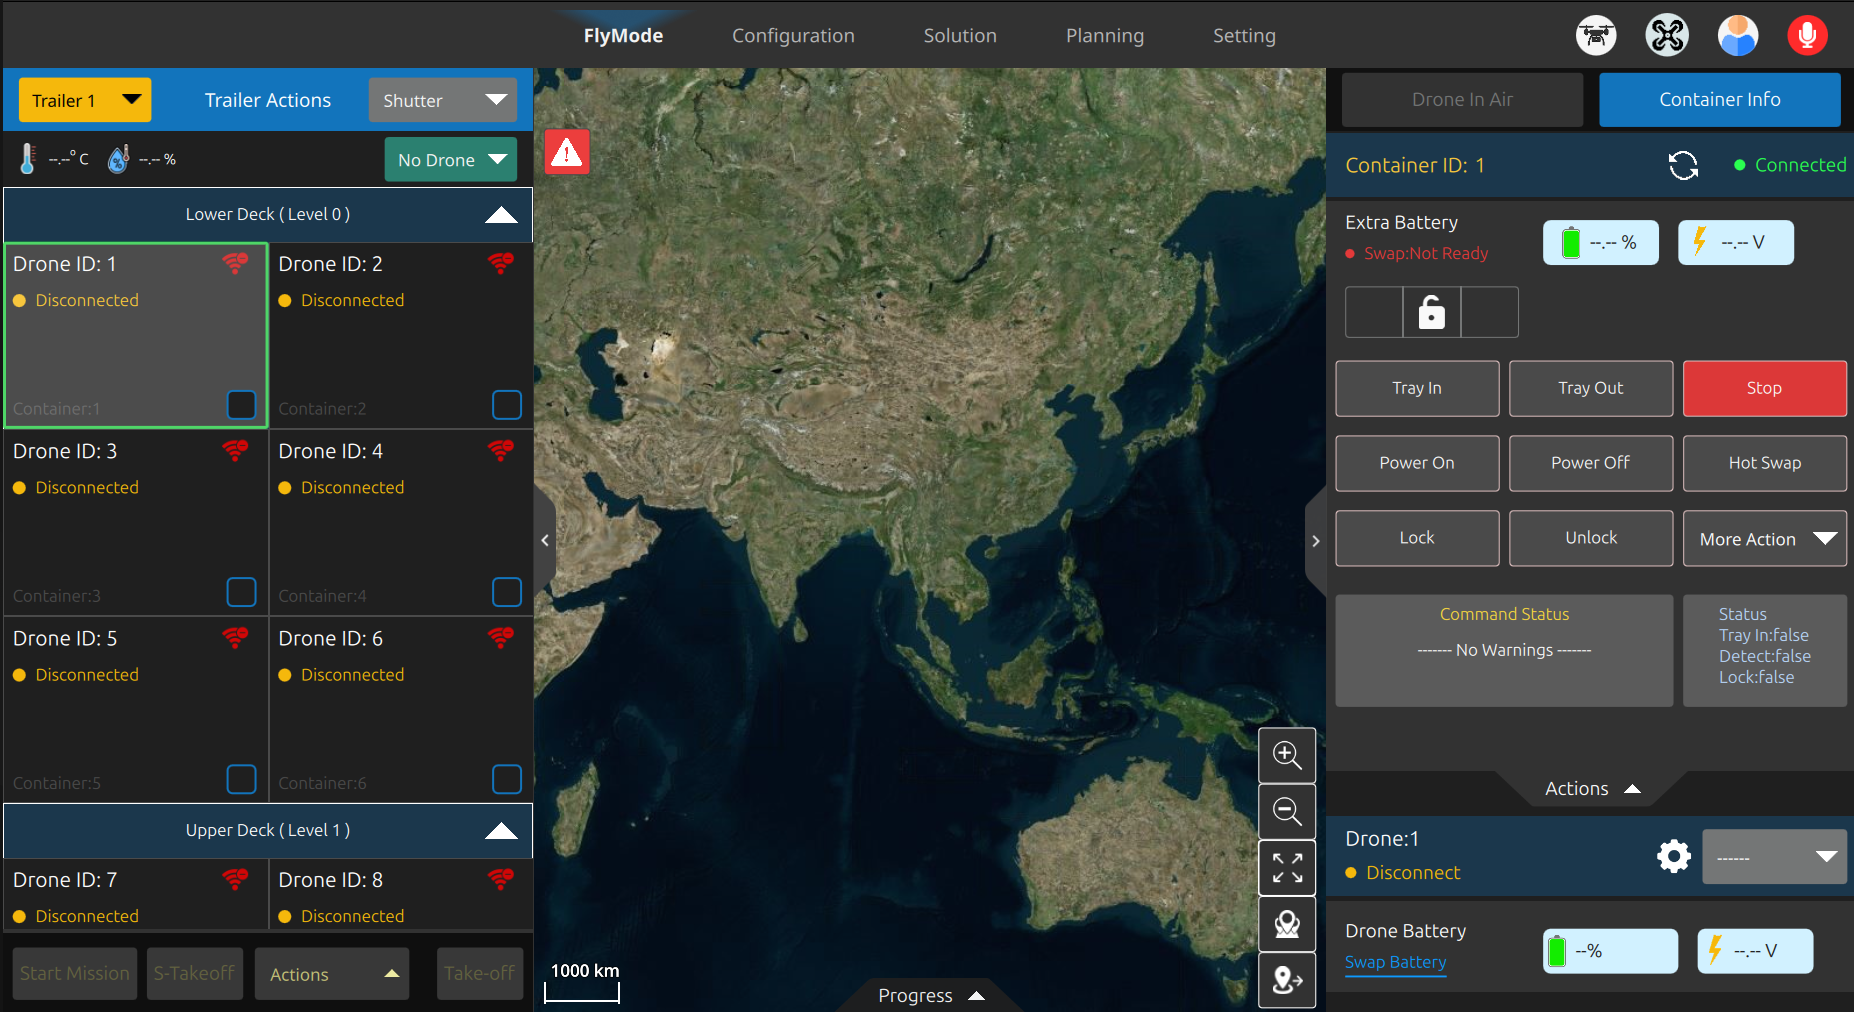 FlyMode
Configuration
Solution
Planning
Setting
Trailer 1
Trailer Actions
Shutter
--.--° C
--.-- %
No Drone
Lower Deck ( Level 0 )
Drone ID: 1
Disconnected
Container:1
Drone ID: 2
Disconnected
Container:2
Drone ID: 3
Disconnected
Container:3
Drone ID: 4
Disconnected
Container:4
Drone ID: 5
Disconnected
Container:5
Drone ID: 6
Disconnected
Container:6
Upper Deck ( Level 1 )
Drone ID: 7
Disconnected
Drone ID: 8
Disconnected
Start Mission
S-Takeoff
Actions
Take-off
1000 km
Progress
Drone In Air
Container Info
Container ID: 1
Connected
Extra Battery
Swap:Not Ready
--.-- %
--.-- V
Tray In
Tray Out
Stop
Power On
Power Off
Hot Swap
Lock
Unlock
More Action
Command Status
------- No Warnings -------
Status
Tray In:false
Detect:false
Lock:false
Actions
Drone:1
Disconnect
------
Drone Battery
Swap Battery
--%
--.-- V